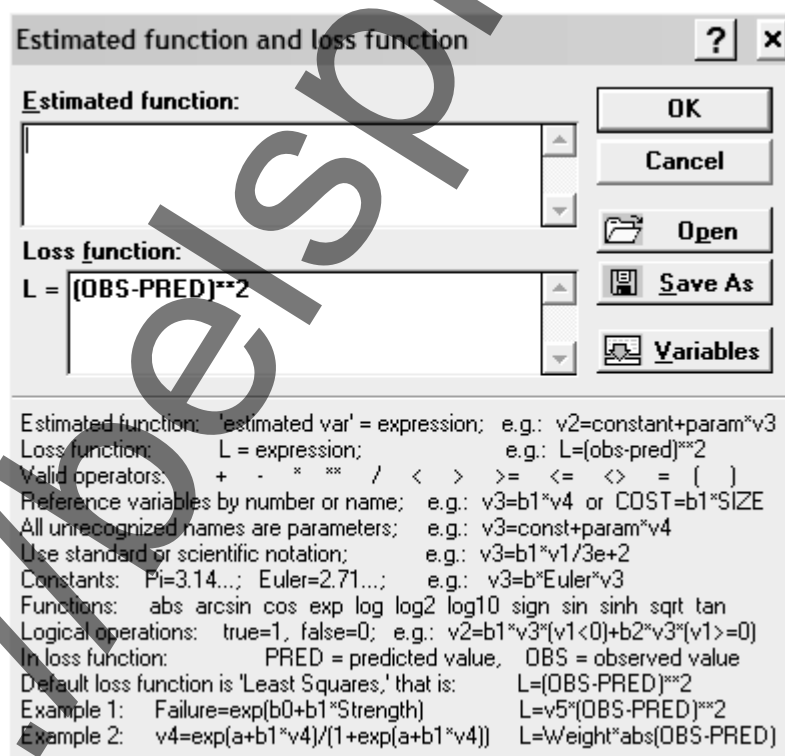 Estimated function and loss function ? ×
Estimated function:
OK
Cancel
Open
Loss function:
L = (OBS-PRED)**2
Save As
Variables
Estimated function: 'estimated var' = expression; e.g.: v2=constant+param*v3
Loss function: L = expression; e.g.: L=(obs-pred)**2
Valid operators: + - * ** / < > >= <= <> = ( )
Reference variables by number or name; e.g.: v3=b1*v4 or COST=b1*SIZE
All unrecognized names are parameters; e.g.: v3=const+param*v4
Use standard or scientific notation; e.g.: v3=b1*v1/3e+2
Constants: Pi=3.14...; Euler=2.71...; e.g.: v3=b*Euler*v3
Functions: abs arcsin cos exp log log2 log10 sign sin sinh sqrt tan
Logical operations: true=1, false=0; e.g.: v2=b1*v3*(v1<0)+b2*v3*(v1>=0)
In loss function: PRED = predicted value, OBS = observed value
Default loss function is 'Least Squares,' that is: L=(OBS-PRED)**2
Example 1: Failure=exp(b0+b1*Strength) L=v5*(OBS-PRED)**2
Example 2: v4=exp(a+b1*v4)/(1+exp(a+b1*v4)) L=Weight*abs(OBS-PRED)
/belspr